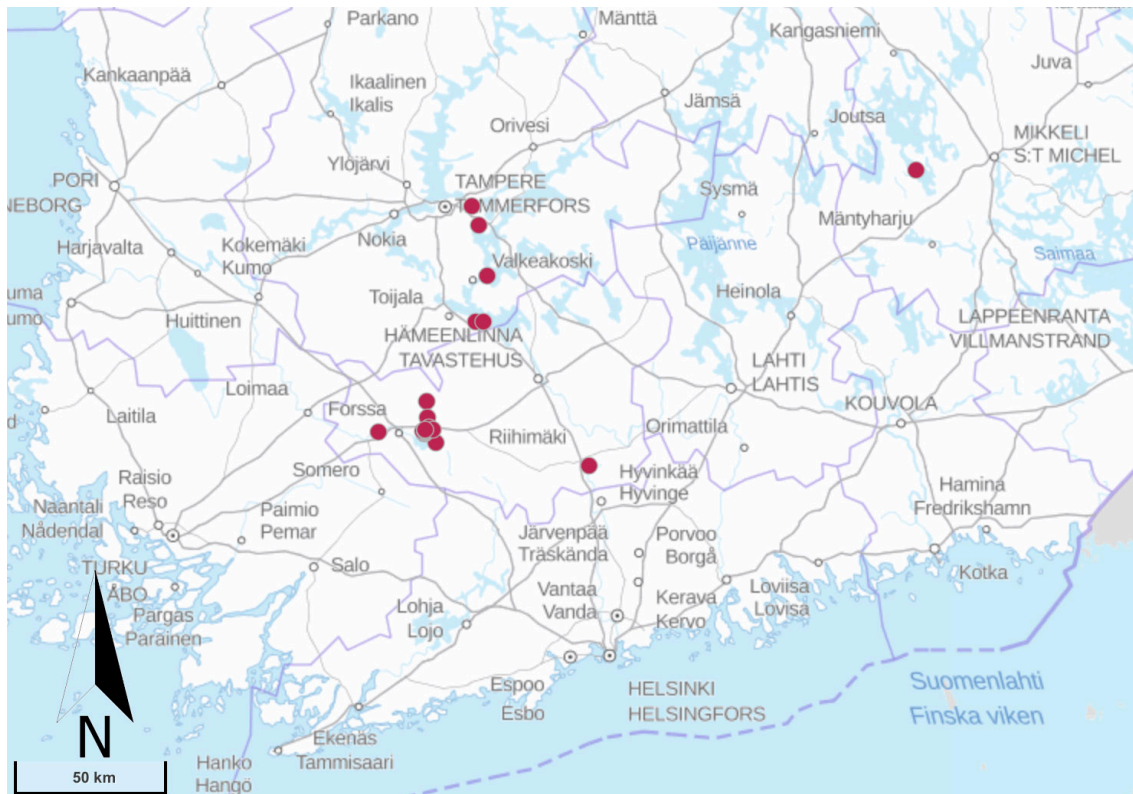 Parkano
Mänttä
Kangasniemi
Juva
Kankaanpää
Ikaalinen
Ikalis
Jämsä
Joutsa
Orivesi
MIKKELI
S:T MICHEL
Ylöjärvi
PORI
NEBORG
TAMPERE
TAMMERFORS
Sysmä
Mäntyharju
Harjavalta
Kokemäki
Kumo
Nokia
Päijänne
Saimaa
Valkeakoski
uma
umo
Toijala
Heinola
Huittinen
HÄMEENLINNA
TAVASTEHUS
LAPPEENRANTA
VILLMANSTRAND
LAHTI
LAHTIS
Loimaa
Forssa
KOUVOLA
d
Laitila
Riihimäki
Orimattila
Somero
Raisio
Reso
Hyvinkää
Hyvinge
Hamina
Fredrikshamn
Naantali
Nådendal
Paimio
Pemar
Järvenpää
Träskända
Porvoo
Borgå
TURKU
ÅBO
Salo
Kotka
Pargas
Parainen
Lohja
Lojo
Vantaa
Vanda
Kerava
Kervo
Loviisa
Lovisa
Espoo
Esbo
HELSINKI
HELSINGFORS
Suomenlahti
Finska viken
N
Ekenäs
Tammisaari
Hanko
Hangö
50 km